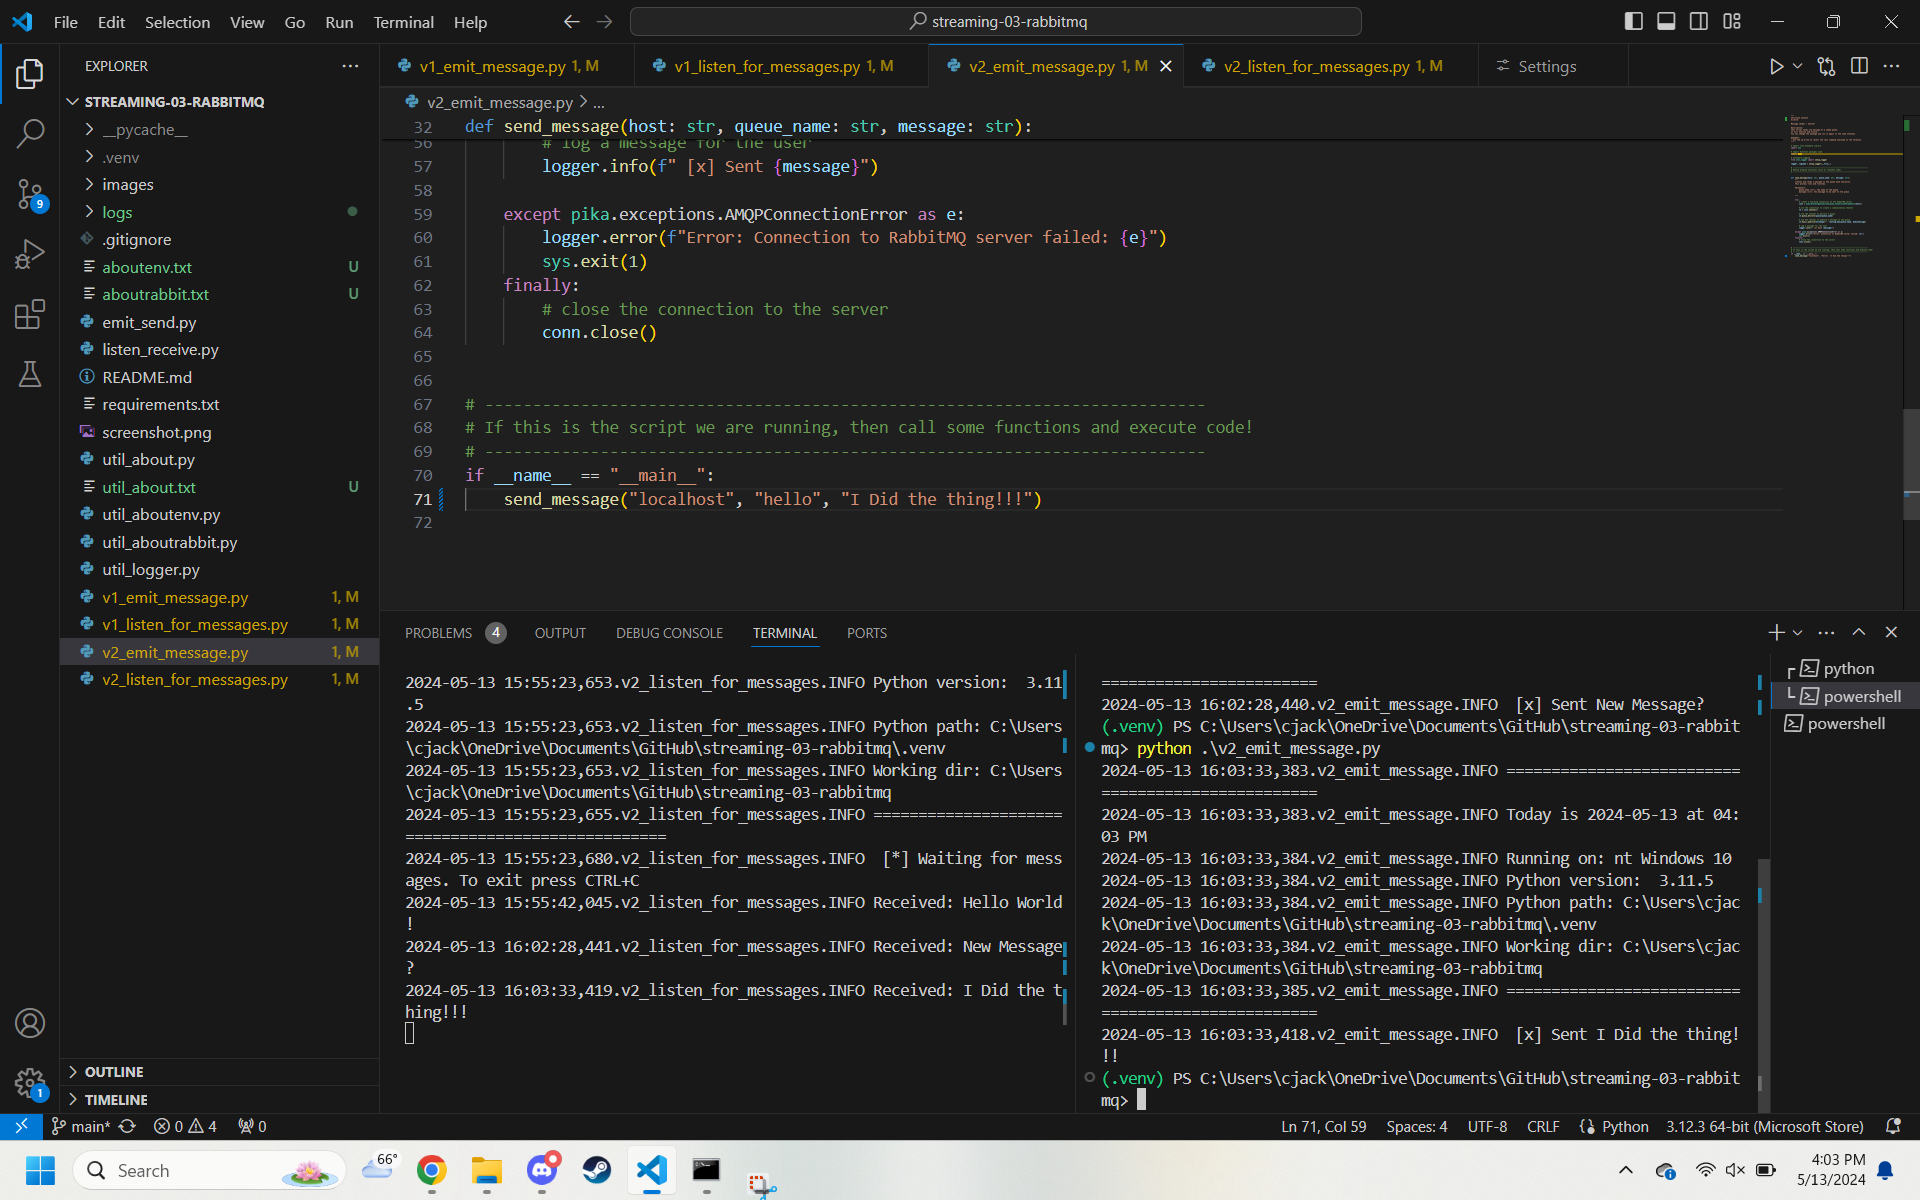 File Edit Selection View Go Run Terminal Help
streaming-03-rabbitmq
EXPLORER
STREAMING-03-RABBITMQ
__pycache__
.venv
images
logs
.gitignore
aboutenv.txt U
aboutrabbit.txt U
emit_send.py
listen_receive.py
README.md
requirements.txt
screenshot.png
util_about.py
util_about.txt U
util_aboutenv.py
util_aboutrabbit.py
util_logger.py
v1_emit_message.py 1, M
v1_listen_for_messages.py 1, M
v2_emit_message.py 1, M
v2_listen_for_messages.py 1, M
OUTLINE
TIMELINE
9
1
v1_emit_message.py 1, M
v1_listen_for_messages.py 1, M
v2_emit_message.py 1, M
v2_listen_for_messages.py 1, M
Settings
v2_emit_message.py > ...
32 def send_message(host: str, queue_name: str, message: str):
56 # log a message for the user
57 logger.info(f" [x] Sent {message}")
58
59 except pika.exceptions.AMQPConnectionError as e:
60 logger.error(f"Error: Connection to RabbitMQ server failed: {e}")
61 sys.exit(1)
62 finally:
63 # close the connection to the server
64 conn.close()
65
66
67 # ---------------------------------------------------------------------------
68 # If this is the script we are running, then call some functions and execute code!
69 # ---------------------------------------------------------------------------
70 if __name__ == "__main__":
71 send_message("localhost", "hello", "I Did the thing!!!")
72
PROBLEMS 4 OUTPUT DEBUG CONSOLE TERMINAL PORTS
2024-05-13 15:55:23,653.v2_listen_for_messages.INFO Python version:  3.11
.5
2024-05-13 15:55:23,653.v2_listen_for_messages.INFO Python path: C:\Users
\cjack\OneDrive\Documents\GitHub\streaming-03-rabbitmq\.venv
2024-05-13 15:55:23,653.v2_listen_for_messages.INFO Working dir: C:\Users
\cjack\OneDrive\Documents\GitHub\streaming-03-rabbitmq
2024-05-13 15:55:23,655.v2_listen_for_messages.INFO =====================
=============================
2024-05-13 15:55:23,680.v2_listen_for_messages.INFO  [*] Waiting for mess
ages. To exit press CTRL+C
2024-05-13 15:55:42,045.v2_listen_for_messages.INFO Received: Hello World
!
2024-05-13 16:02:28,441.v2_listen_for_messages.INFO Received: New Message
?
2024-05-13 16:03:33,419.v2_listen_for_messages.INFO Received: I Did the t
hing!!!
========================
2024-05-13 16:02:28,440.v2_emit_message.INFO  [x] Sent New Message?
(.venv) PS C:\Users\cjack\OneDrive\Documents\GitHub\streaming-03-rabbit
mq> python .\v2_emit_message.py
2024-05-13 16:03:33,383.v2_emit_message.INFO ==========================
========================
2024-05-13 16:03:33,383.v2_emit_message.INFO Today is 2024-05-13 at 04:
03 PM
2024-05-13 16:03:33,384.v2_emit_message.INFO Running on: nt Windows 10
2024-05-13 16:03:33,384.v2_emit_message.INFO Python version:  3.11.5
2024-05-13 16:03:33,384.v2_emit_message.INFO Python path: C:\Users\cjac
k\OneDrive\Documents\GitHub\streaming-03-rabbitmq\.venv
2024-05-13 16:03:33,384.v2_emit_message.INFO Working dir: C:\Users\cjac
k\OneDrive\Documents\GitHub\streaming-03-rabbitmq
2024-05-13 16:03:33,385.v2_emit_message.INFO ==========================
========================
2024-05-13 16:03:33,418.v2_emit_message.INFO  [x] Sent I Did the thing!
!!
(.venv) PS C:\Users\cjack\OneDrive\Documents\GitHub\streaming-03-rabbit
mq>
python
powershell
powershell
main* 0 4 0
Ln 71, Col 59 Spaces: 4 UTF-8 CRLF Python 3.12.3 64-bit (Microsoft Store)
Search
66°
4:03 PM
5/13/2024